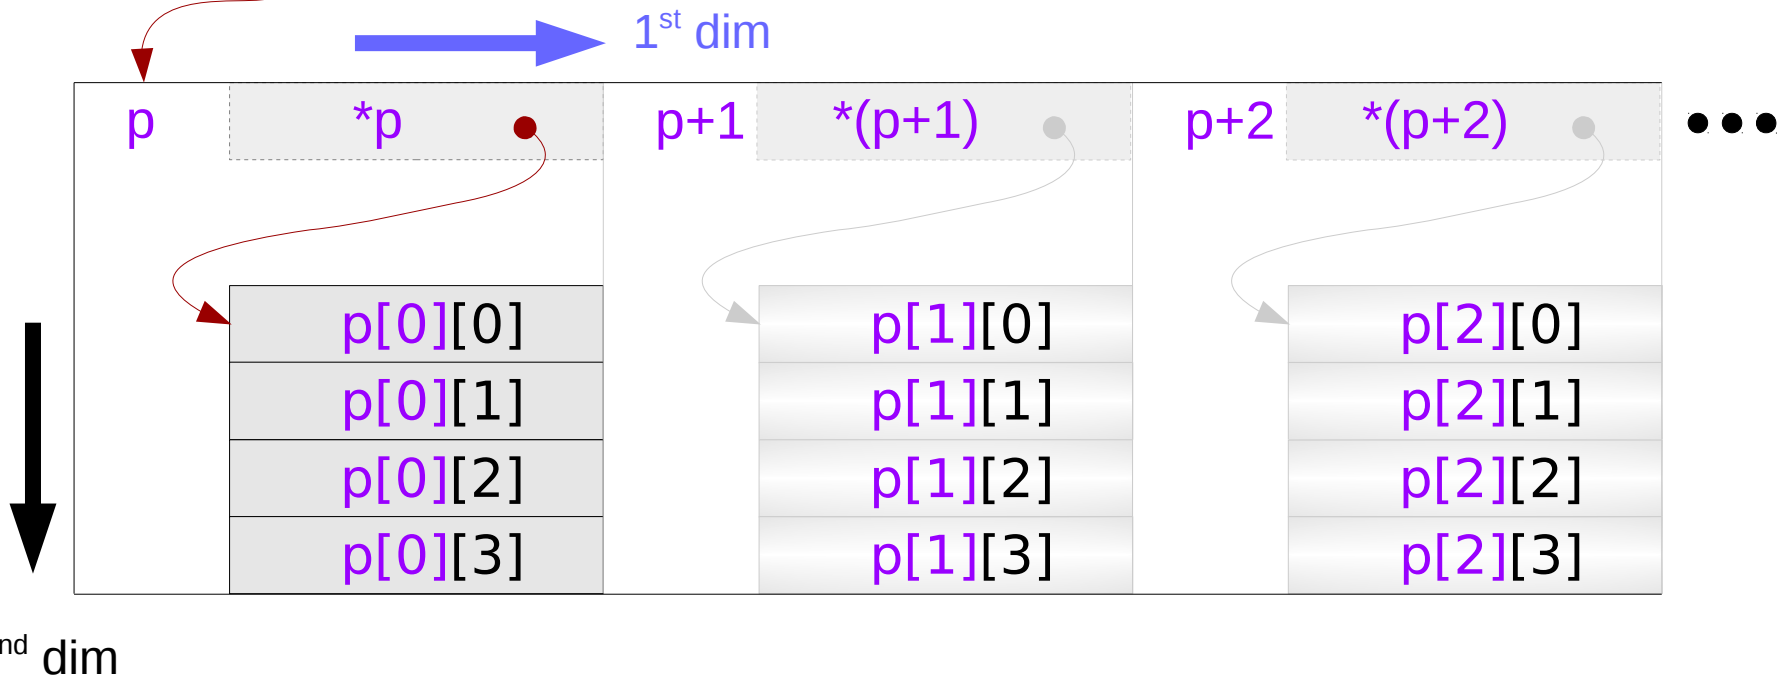 1st dim
p *p p+1 *(p+1) p+2 *(p+2)
p[0][0] p[1][0] p[2][0]
p[0][1] p[1][1] p[2][1]
p[0][2] p[1][2] p[2][2]
p[0][3] p[1][3] p[2][3]
nd dim